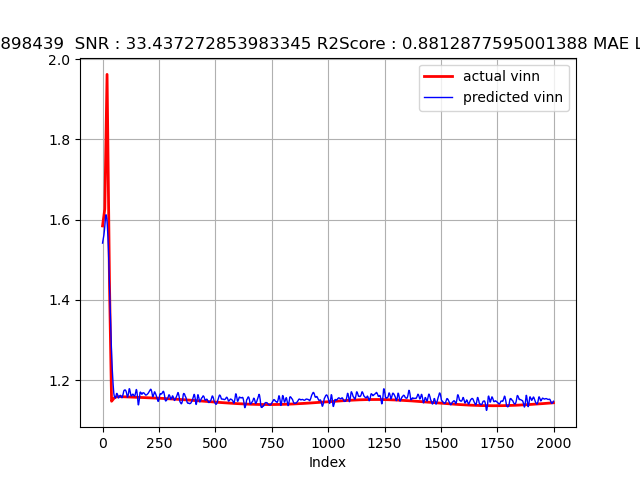 898439 SNR : 33.437272853983345 R2Score : 0.8812877595001388 MAE L
actual vinn
predicted vinn
2.0
1.8
1.6
1.4
1.2
0 250 500 750 1000 1250 1500 1750 2000
Index